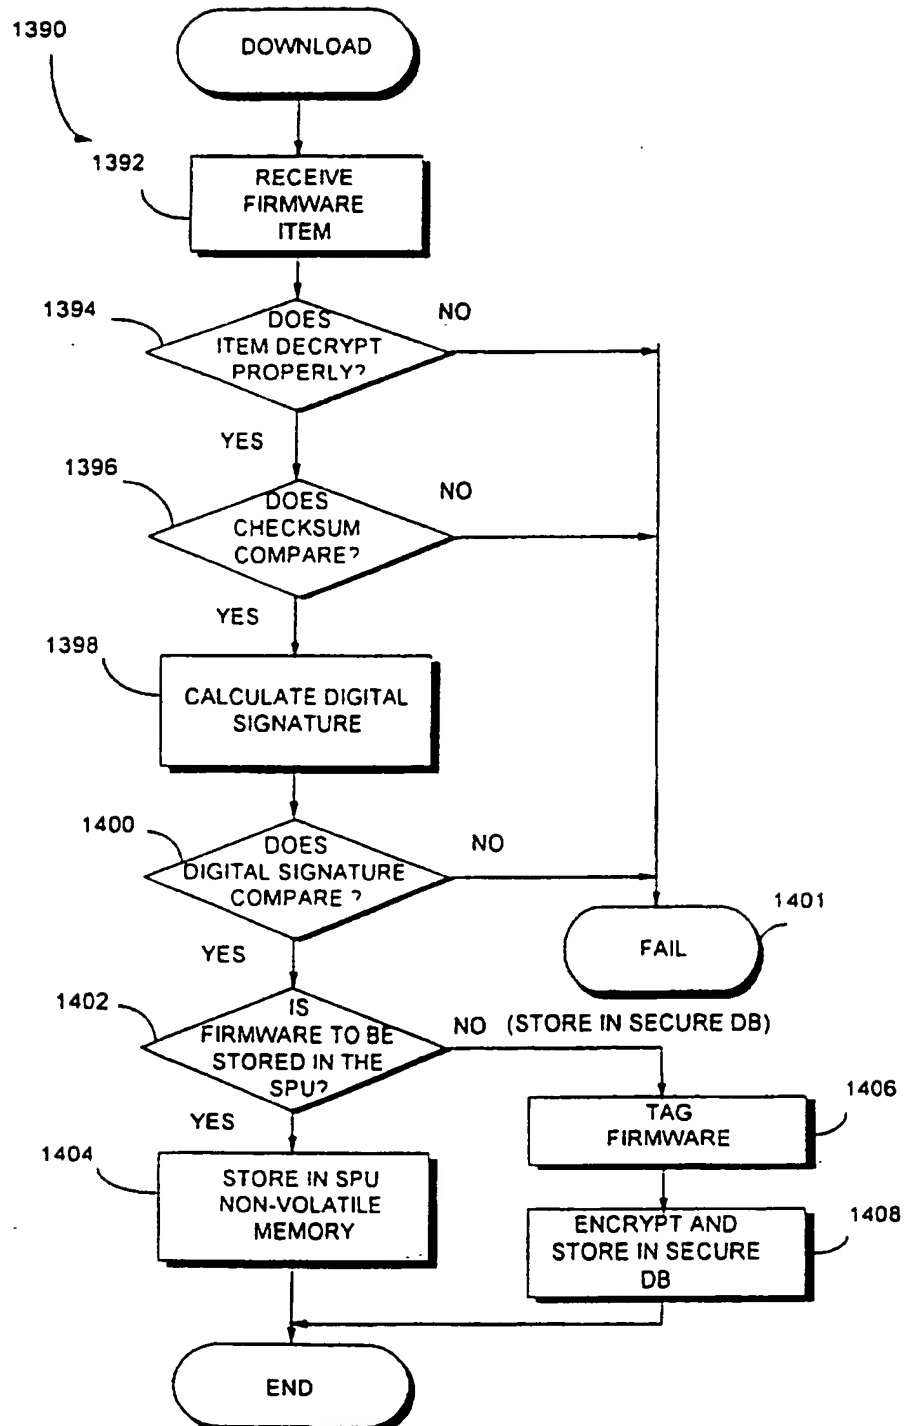 1390
DOWNLOAD
1392
RECEIVE
FIRMWARE
ITEM
1394
DOES
ITEM DECRYPT
PROPERLY?
NO
YES
1396
DOES
CHECKSUM
COMPARE?
NO
YES
1398
CALCULATE DIGITAL
SIGNATURE
1400
DOES
DIGITAL SIGNATURE
COMPARE ?
NO
1401
FAIL
YES
1402
IS
FIRMWARE TO BE
STORED IN THE
SPU?
NO (STORE IN SECURE DB)
YES
1406
TAG
FIRMWARE
1404
STORE IN SPU
NON-VOLATILE
MEMORY
1408
ENCRYPT AND
STORE IN SECURE
DB
END